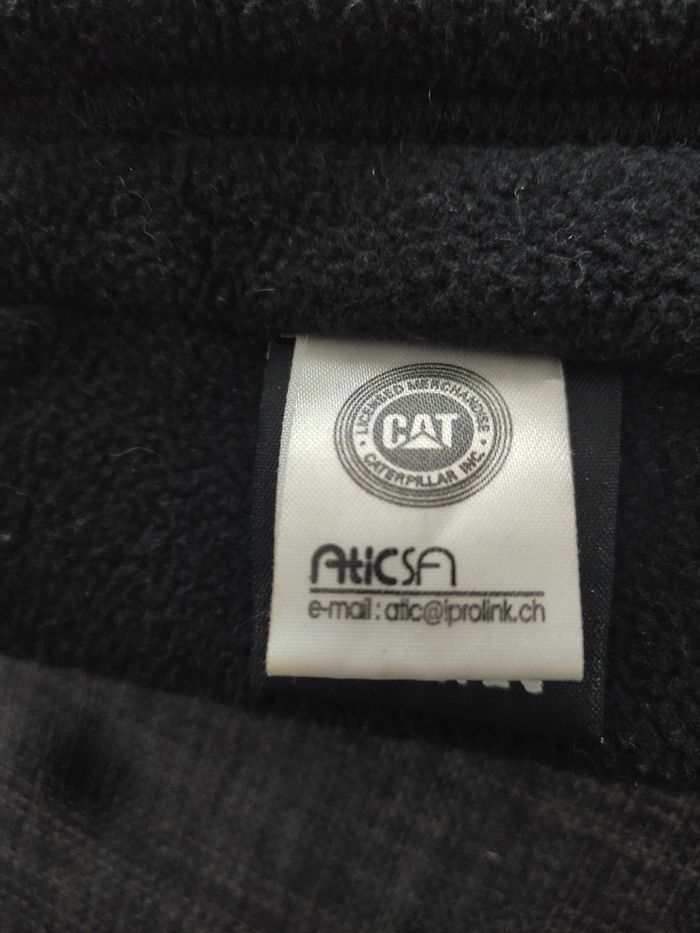 LICENSED MERCHANDISE
CAT
CATERPILLAR INC.
AticSA
e-mail : atic@iprolink.ch